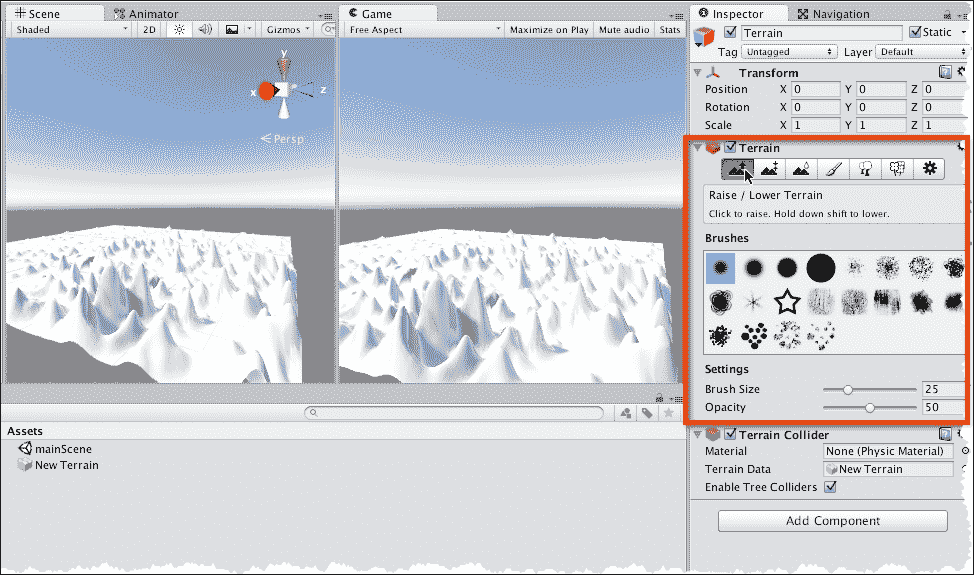 Scene
Animator
Shaded
2D
Gizmos
y
x
z
Persp
Game
Free Aspect
Maximize on Play
Mute audio
Stats
Assets
mainScene
New Terrain
Inspector
Navigation
Terrain
Static
Tag Untagged
Layer Default
Transform
Position X 0 Y 0 Z 0
Rotation X 0 Y 0 Z 0
Scale X 1 Y 1 Z 1
Terrain
Raise / Lower Terrain
Click to raise. Hold down shift to lower.
Brushes
Settings
Brush Size 25
Opacity 50
Terrain Collider
Material None (Physic Material)
Terrain Data New Terrain
Enable Tree Colliders
Add Component